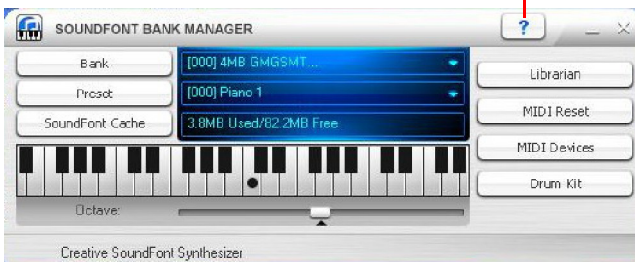 SOUNDFONT BANK MANAGER
?
Bank
[000] 4MB GMGSMT...
Librarian
Preset
[000] Piano 1
MIDI Reset
SoundFont Cache
3.8MB Used/82.2MB Free
MIDI Devices
Drum Kit
Octave:
Creative SoundFont Synthesizer